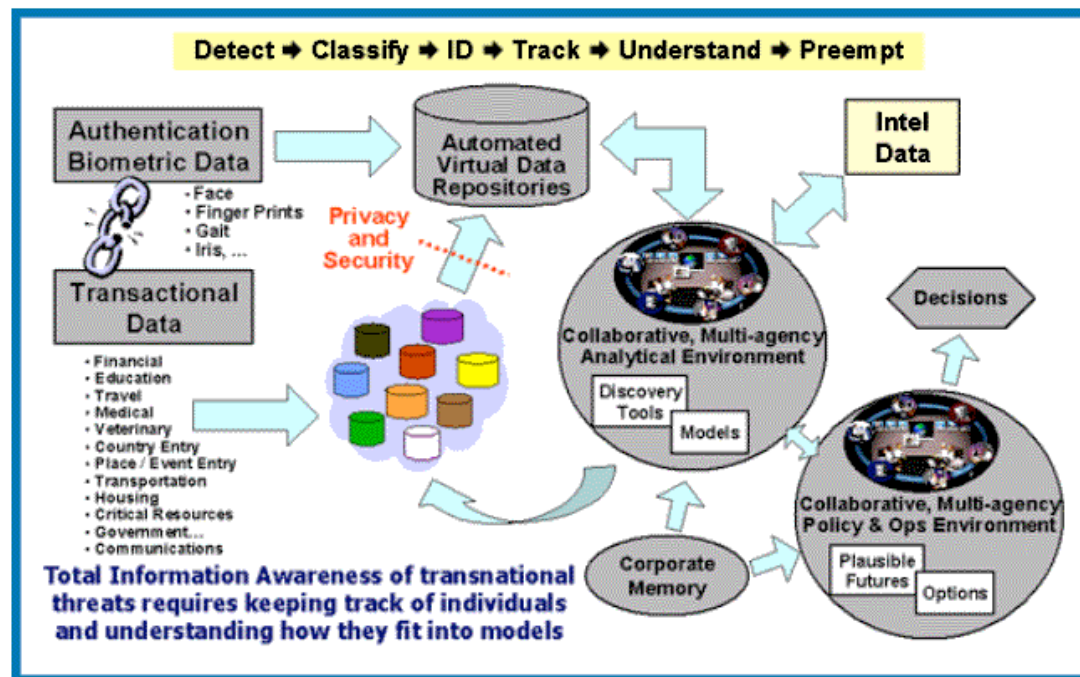 Detect ➔ Classify ➔ ID ➔ Track ➔ Understand ➔ Preempt
Authentication
Biometric Data
• Face
• Finger Prints
• Gait
• Iris, ...
Transactional
Data
• Financial
• Education
• Travel
• Medical
• Veterinary
• Country Entry
• Place / Event Entry
• Transportation
• Housing
• Critical Resources
• Government...
• Communications
Automated
Virtual Data
Repositories
Privacy
and
Security
Intel
Data
Collaborative, Multi-agency
Analytical Environment
Discovery
Tools
Models
Decisions
Collaborative, Multi-agency
Policy & Ops Environment
Plausible
Futures
Options
Corporate
Memory
Total Information Awareness of transnational
threats requires keeping track of individuals
and understanding how they fit into models